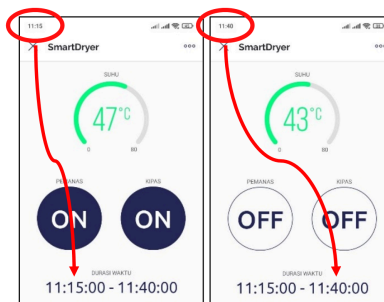 11:15
SmartDryer
SUHU
47°C
0 80
PEMANAS KIPAS
ON ON
DURASI WAKTU
11:15:00 - 11:40:00
11:40
SmartDryer
SUHU
43°C
0 80
PEMANAS KIPAS
OFF OFF
DURASI WAKTU
11:15:00 - 11:40:00